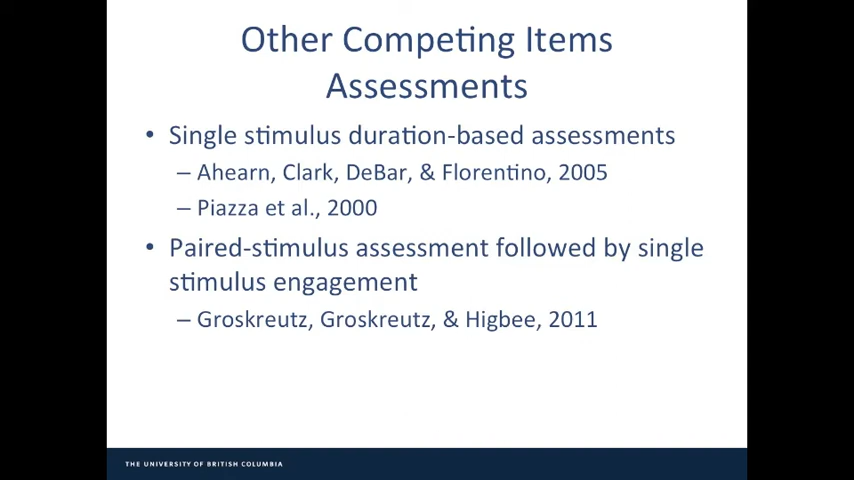 Other Competing Items
Assessments
• Single stimulus duration-based assessments
– Ahearn, Clark, DeBar, & Florentino, 2005
– Piazza et al., 2000
• Paired-stimulus assessment followed by single
stimulus engagement
– Groskreutz, Groskreutz, & Higbee, 2011
THE UNIVERSITY OF BRITISH COLUMBIA